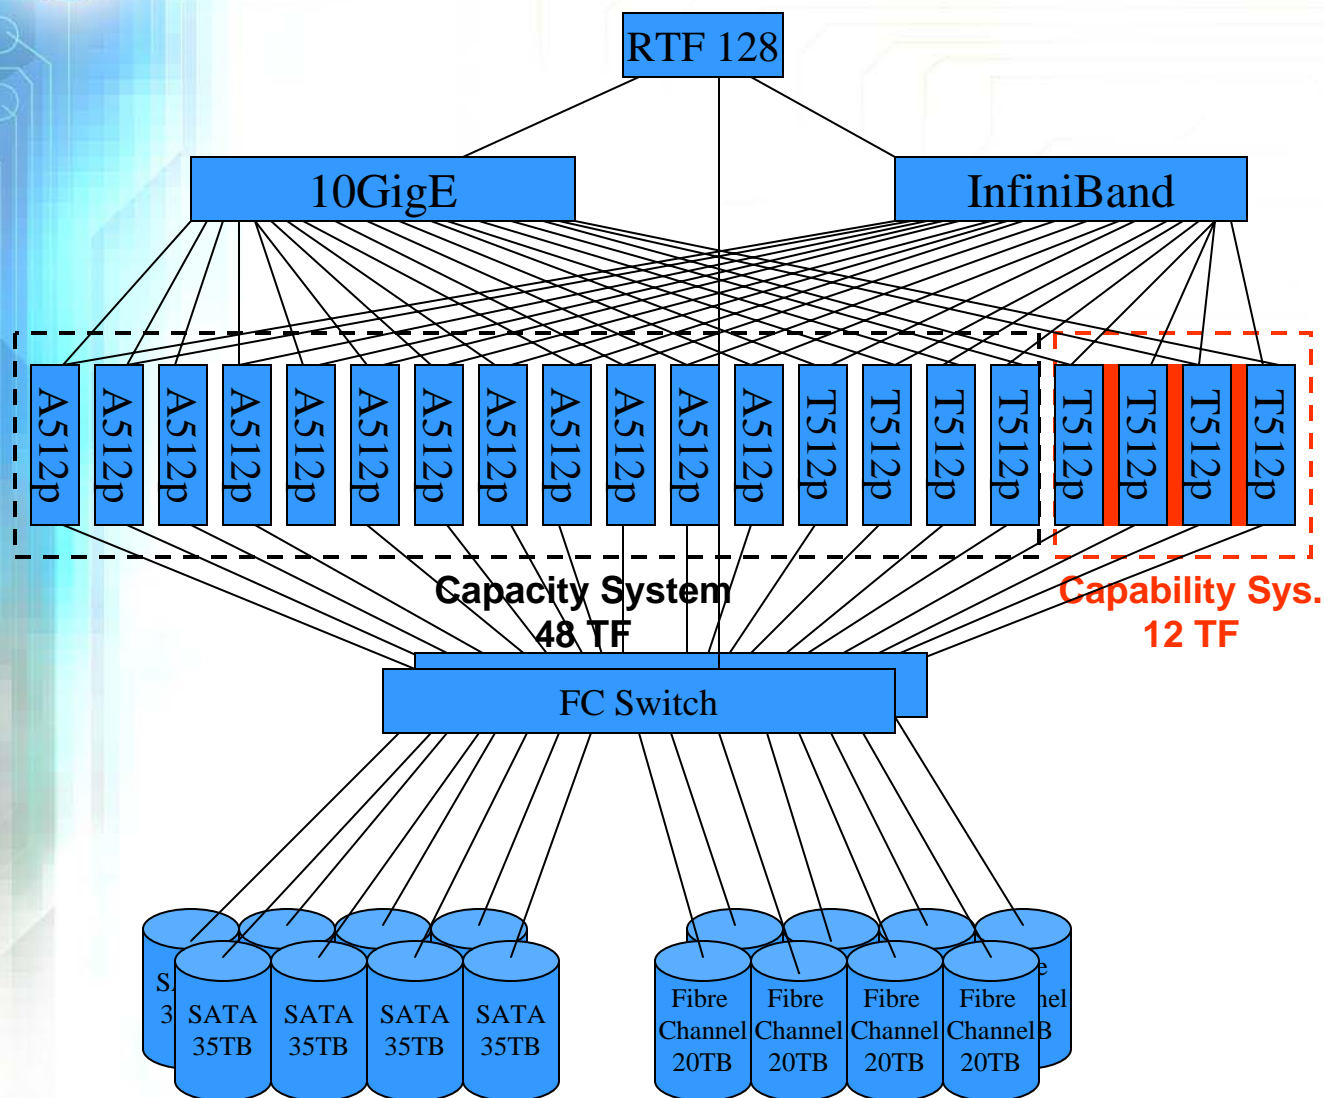 RTF 128
10GigE
InfiniBand
A512p
A512p
A512p
A512p
A512p
A512p
A512p
A512p
A512p
A512p
A512p
A512p
T512p
T512p
T512p
T512p
T512p
T512p
T512p
T512p
Capacity System
48 TF
Capability Sys.
12 TF
FC Switch
SATA
35TB
SATA
35TB
SATA
35TB
SATA
35TB
Fibre
Channel
20TB
Fibre
Channel
20TB
Fibre
Channel
20TB
Fibre
Channel
20TB